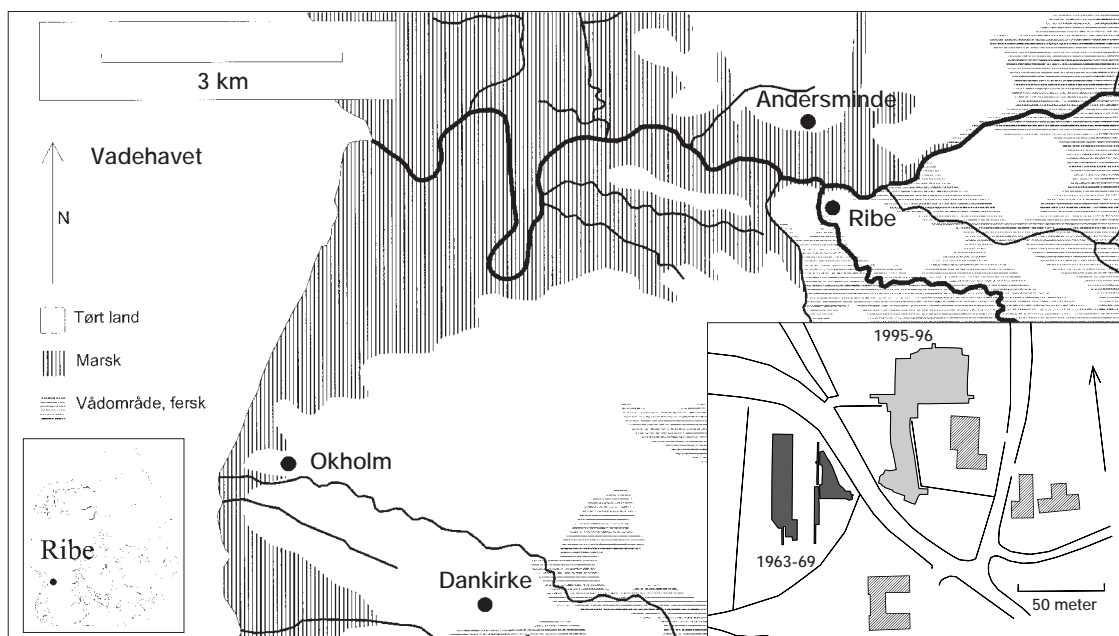 3 km
Vadehavet
N
Tørt land
Marsk
Vådområde, fersk
Ribe
Andersminde
Ribe
Okholm
Dankirke
1995-96
1963-69
50 meter